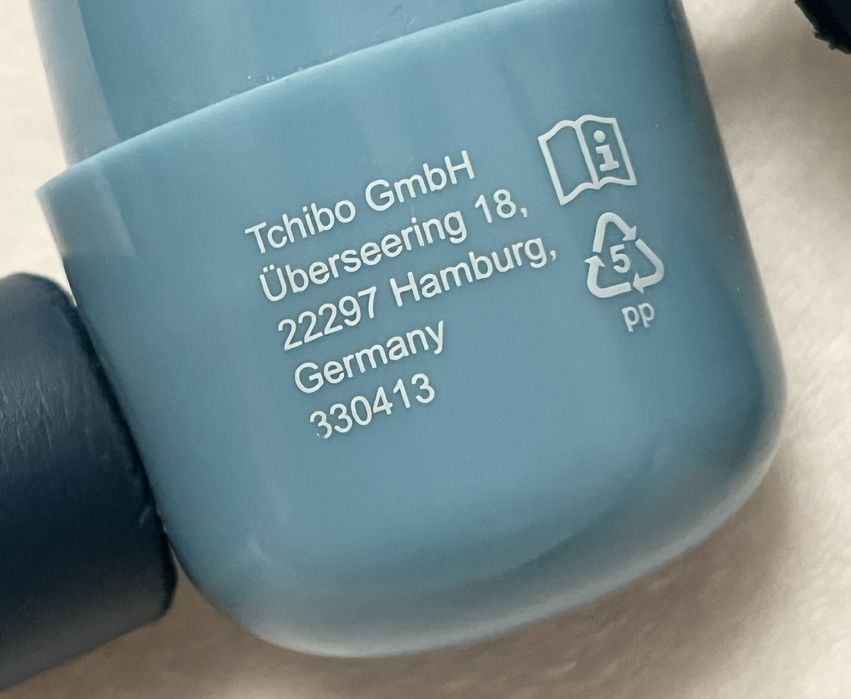 Tchibo GmbH
Überseering 18,
22297 Hamburg,
Germany
330413
i
5
pp